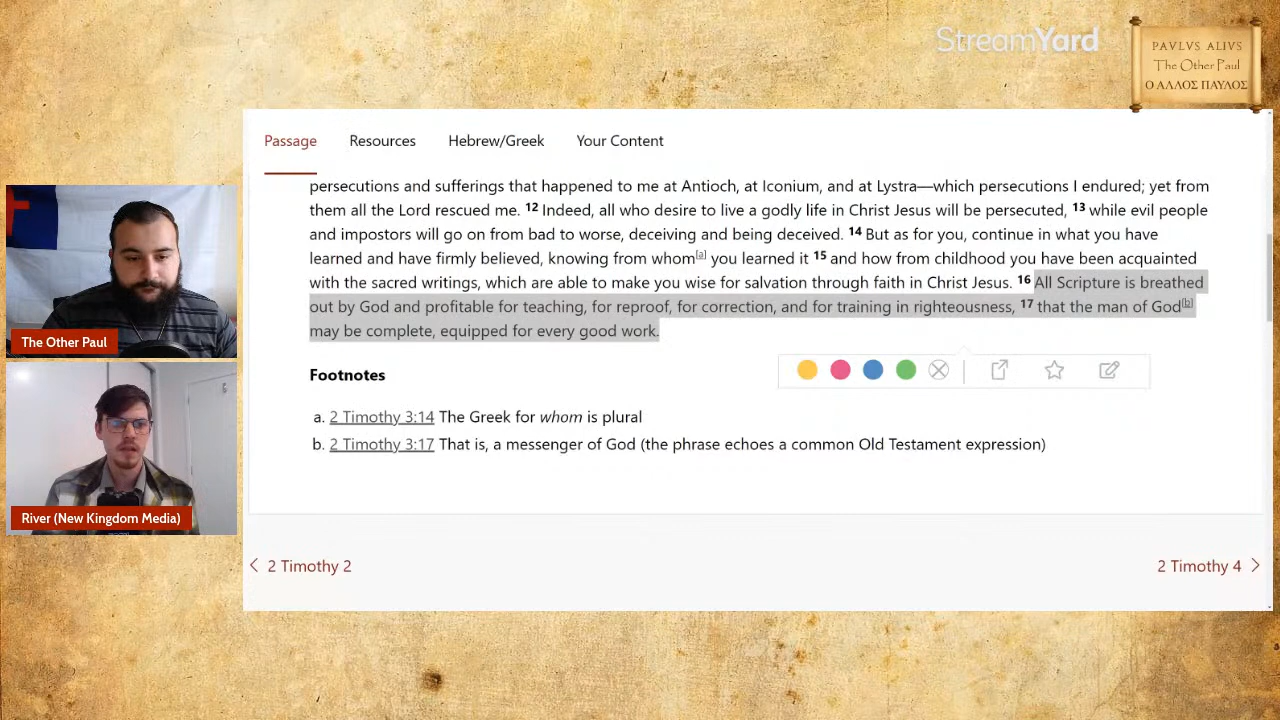 StreamYard
PAVLVS ALIVS
The Other Paul
Ο ΑΛΛΟΣ ΠΑΥΛΟΣ
Passage
Resources
Hebrew/Greek
Your Content
persecutions and sufferings that happened to me at Antioch, at Iconium, and at Lystra—which persecutions I endured; yet from
them all the Lord rescued me. 12 Indeed, all who desire to live a godly life in Christ Jesus will be persecuted, 13 while evil people
and impostors will go on from bad to worse, deceiving and being deceived. 14 But as for you, continue in what you have
learned and have firmly believed, knowing from whom[a] you learned it 15 and how from childhood you have been acquainted
with the sacred writings, which are able to make you wise for salvation through faith in Christ Jesus. 16 All Scripture is breathed
out by God and profitable for teaching, for reproof, for correction, and for training in righteousness, 17 that the man of God[b]
may be complete, equipped for every good work.
Footnotes
a. 2 Timothy 3:14 The Greek for whom is plural
b. 2 Timothy 3:17 That is, a messenger of God (the phrase echoes a common Old Testament expression)
2 Timothy 2
2 Timothy 4
The Other Paul
River (New Kingdom Media)